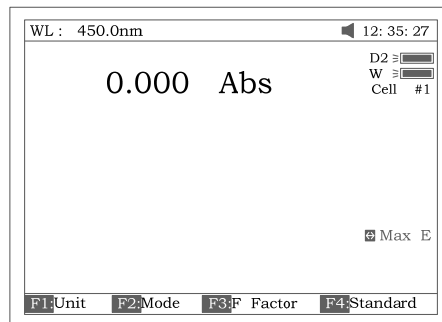 WL : 450.0nm 12: 35: 27
D2
W
0.000 Abs
Cell #1
Max E
F1:Unit F2:Mode F3:F Factor F4:Standard